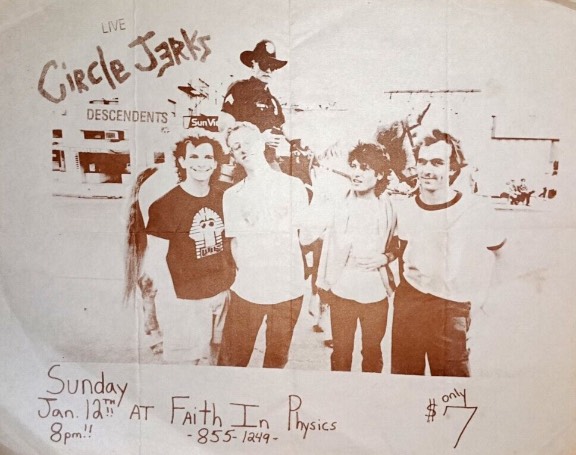 LIVE
Circle Jerks
DESCENDENTS
Sunday
Jan. 12TH!! AT Faith In Physics
8pm!! -855-1249-
only
$7